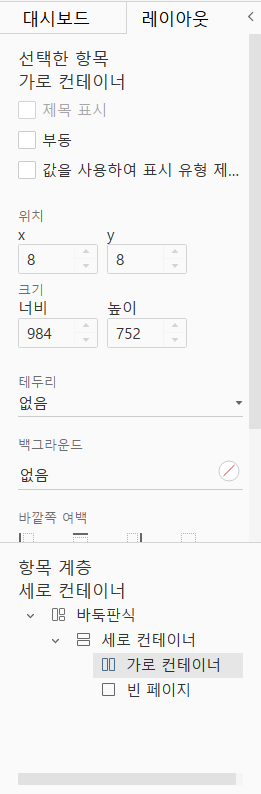 대시보드 레이아웃
선택한 항목
가로 컨테이너
제목 표시
부동
값을 사용하여 표시 유형 제...
위치
x y
8 8
크기
너비 높이
984 752
테두리
없음
백그라운드
없음
바깥쪽 여백
항목 계층
세로 컨테이너
바둑판식
세로 컨테이너
가로 컨테이너
빈 페이지